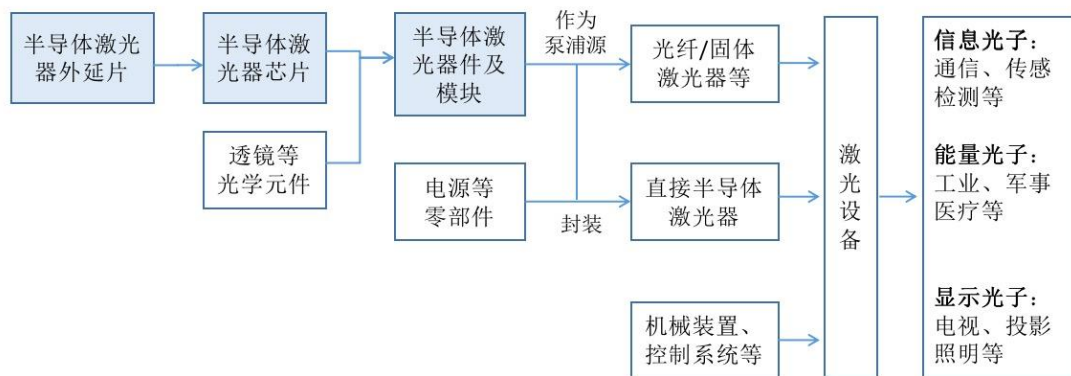 半导体激光
器外延片
半导体激
光器芯片
半导体激
光器件及
模块
作为
泵浦源
光纤/固体
激光器等
透镜等
光学元件
电源等
零部件
封装
直接半导体
激光器
机械装置、
控制系统等
激
光
设
备
信息光子：
通信、传感
检测等
能量光子：
工业、军事
医疗等
显示光子：
电视、投影
照明等